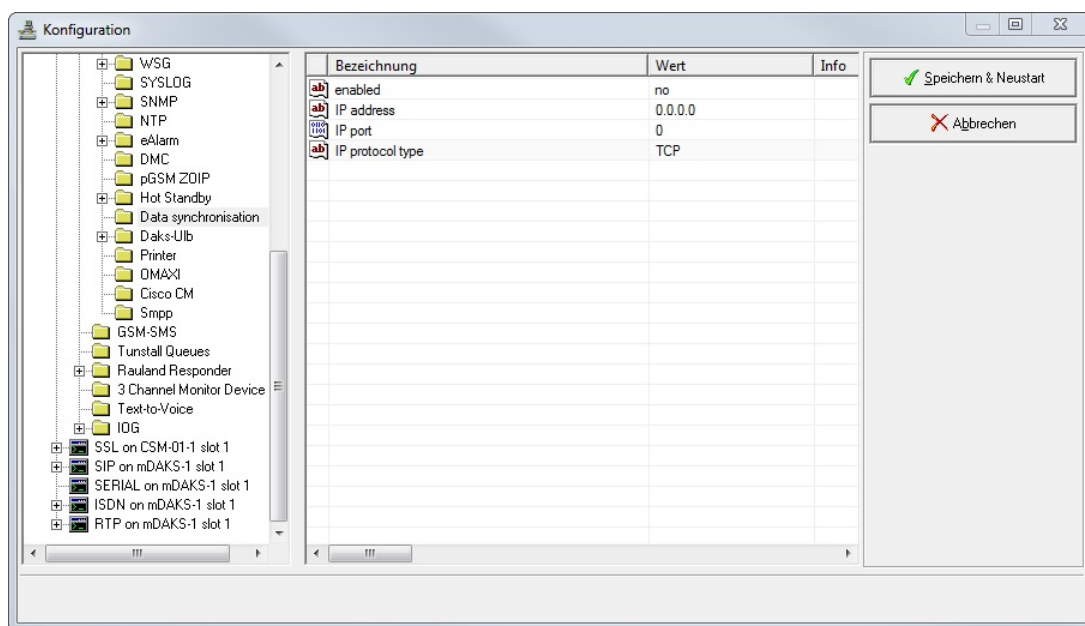 Konfiguration
WSG
SYSLOG
SNMP
NTP
eAlarm
DMC
pGSM ZOIP
Hot Standby
Data synchronisation
Daks-UIb
Printer
OMAXI
Cisco CM
Smpp
GSM-SMS
Tunstall Queues
Rauland Responder
3 Channel Monitor Device
Text-to-Voice
IOG
SSL on CSM-01-1 slot 1
SIP on mDAKS-1 slot 1
SERIAL on mDAKS-1 slot 1
ISDN on mDAKS-1 slot 1
RTP on mDAKS-1 slot 1
Bezeichnung Wert Info
enabled no
IP address 0.0.0.0
IP port 0
IP protocol type TCP
Speichern & Neustart
Abbrechen